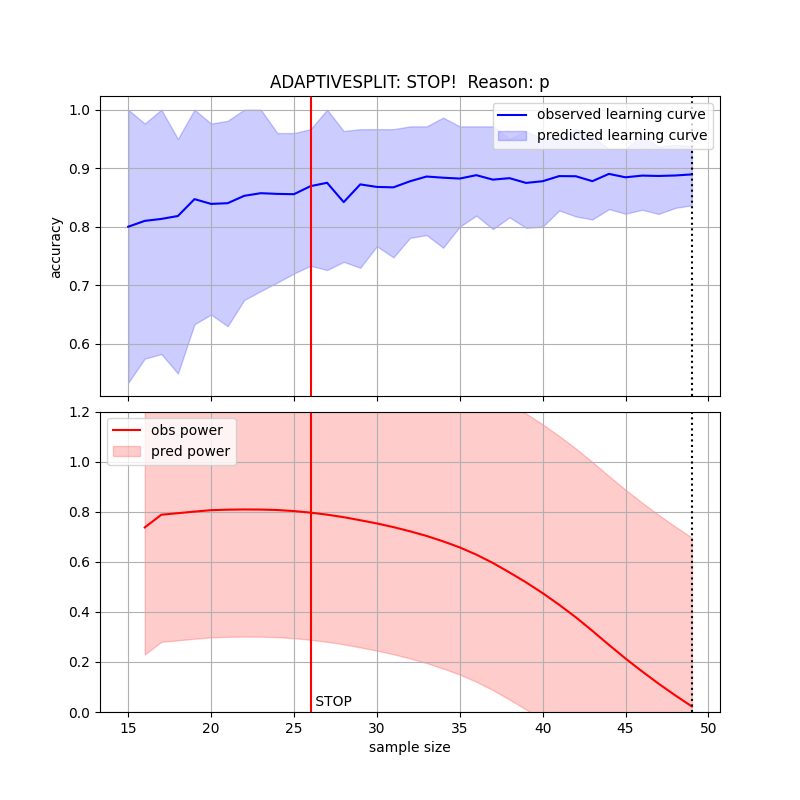 ADAPTIVESPLIT: STOP!  Reason: p
observed learning curve
predicted learning curve
accuracy
1.0
0.9
0.8
0.7
0.6
obs power
pred power
1.2
1.0
0.8
0.6
0.4
0.2
0.0
STOP
15 20 25 30 35 40 45 50
sample size